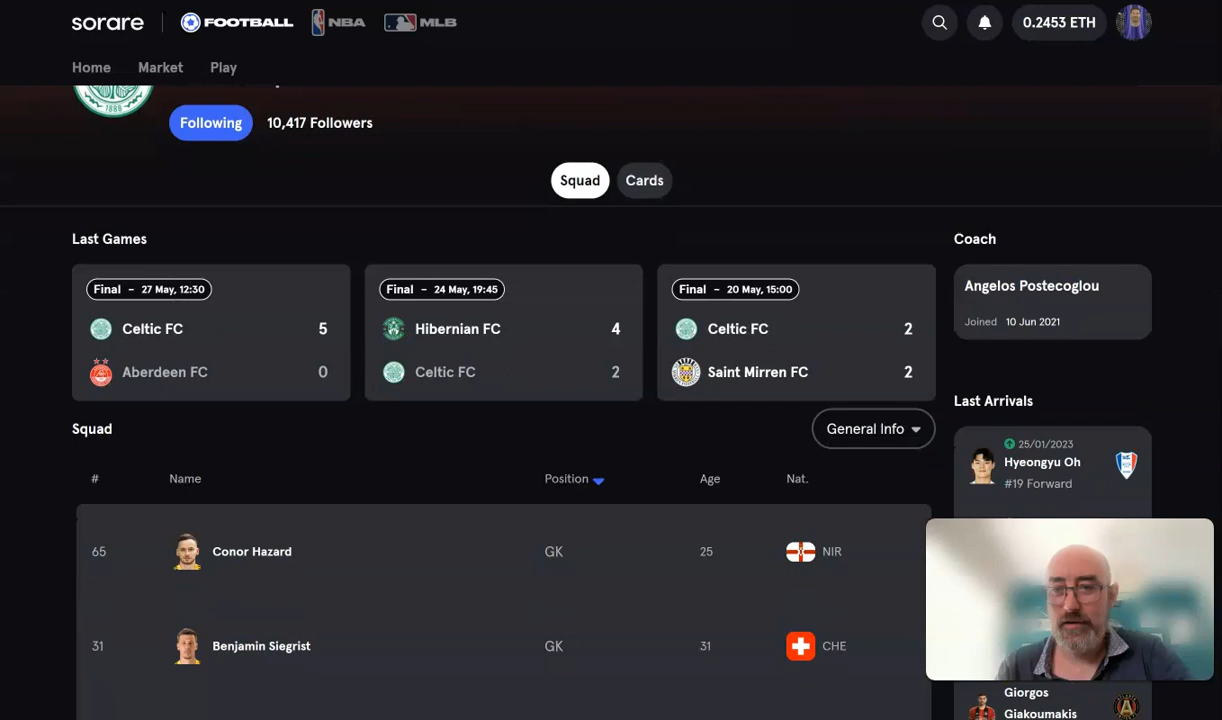 sorare FOOTBALL NBA MLB 0.2453 ETH
Home Market Play
1888
Following 10,417 Followers
Squad Cards
Last Games
Final – 27 May, 12:30
Celtic FC 5
Aberdeen FC 0
Final – 24 May, 19:45
Hibernian FC 4
Celtic FC 2
Final – 20 May, 15:00
Celtic FC 2
Saint Mirren FC 2
Coach
Angelos Postecoglou
Joined 10 Jun 2021
Squad
General Info
# Name Position Age Nat.
65 Conor Hazard GK 25 NIR
31 Benjamin Siegrist GK 31 CHE
Last Arrivals
25/01/2023
Hyeongyu Oh
#19 Forward
Giorgos
Giakoumakis